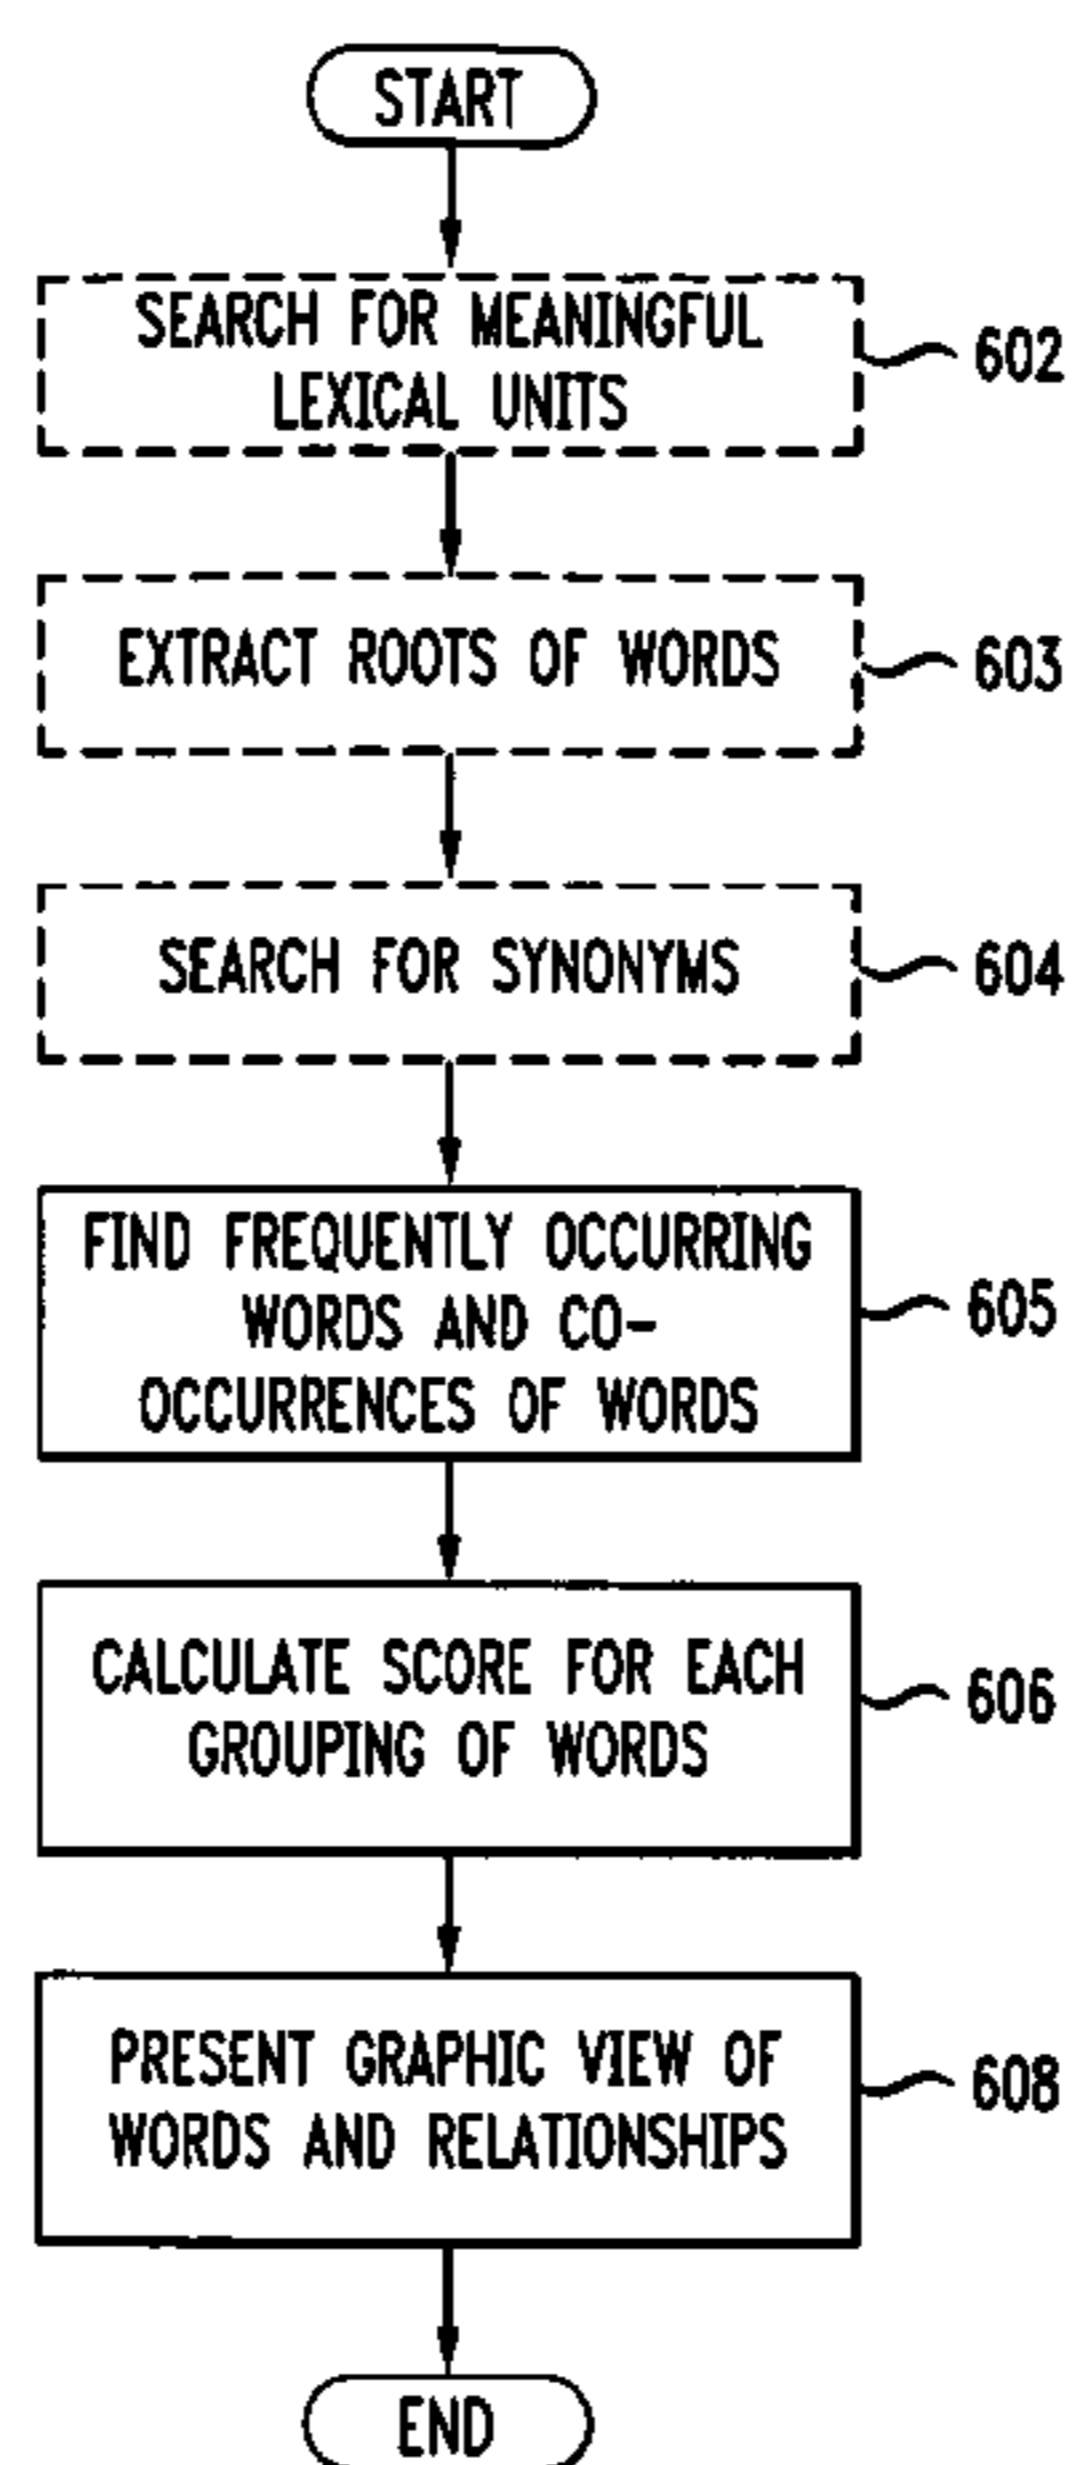 START
SEARCH FOR MEANINGFUL
LEXICAL UNITS
602
EXTRACT ROOTS OF WORDS
603
SEARCH FOR SYNONYMS
604
FIND FREQUENTLY OCCURRING
WORDS AND CO-
OCCURRENCES OF WORDS
605
CALCULATE SCORE FOR EACH
GROUPING OF WORDS
606
PRESENT GRAPHIC VIEW OF
WORDS AND RELATIONSHIPS
608
END